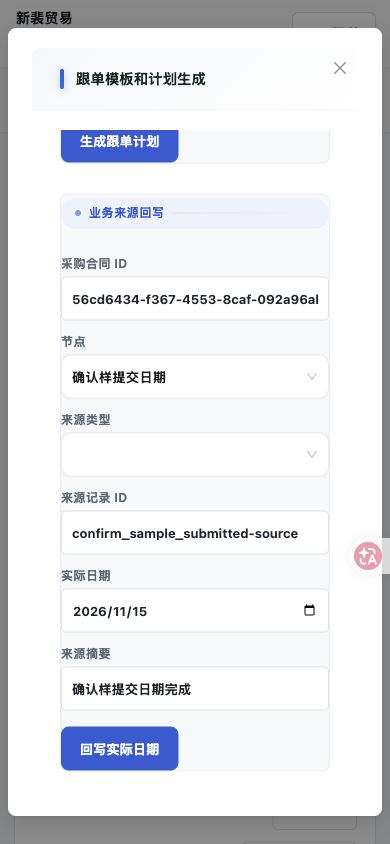 新裴贸易
跟单模板和计划生成
生成跟单计划
业务来源回写
采购合同 ID
56cd6434-f367-4553-8caf-092a96al
节点
确认样提交日期
来源类型
来源记录 ID
confirm_sample_submitted-source
实际日期
2026/11/15
来源摘要
确认样提交日期完成
回写实际日期